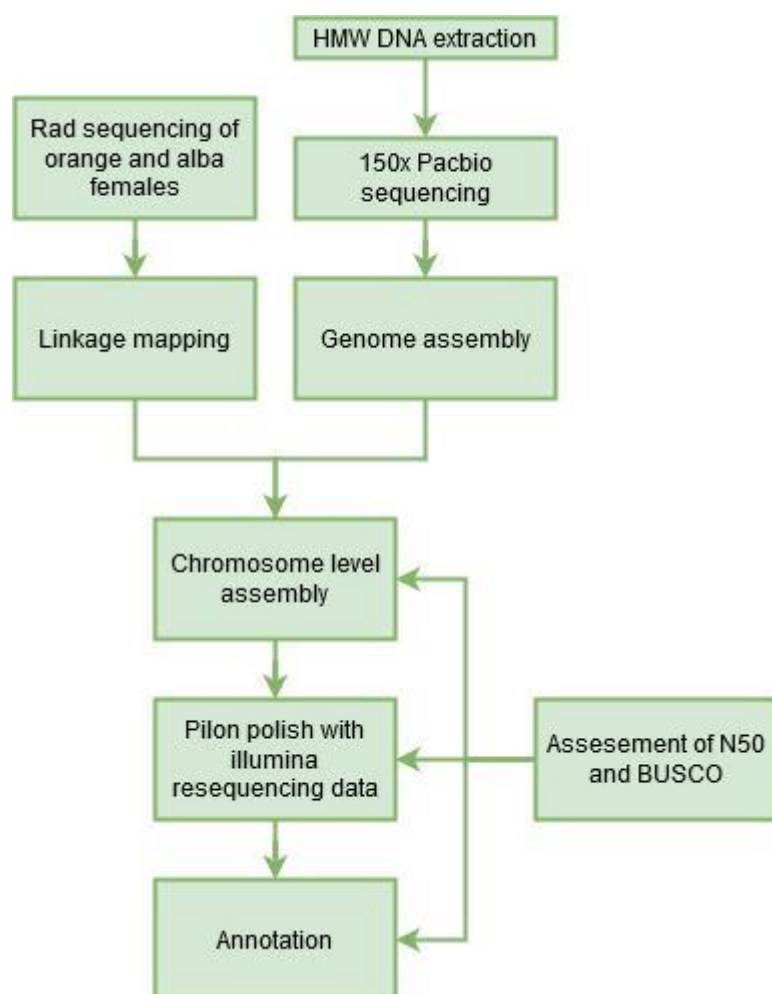 HMW DNA extraction
Rad sequencing of
orange and alba
females
150x Pacbio
sequencing
Linkage mapping
Genome assembly
Chromosome level
assembly
Pilon polish with
illumina
resequencing data
Assesement of N50
and BUSCO
Annotation